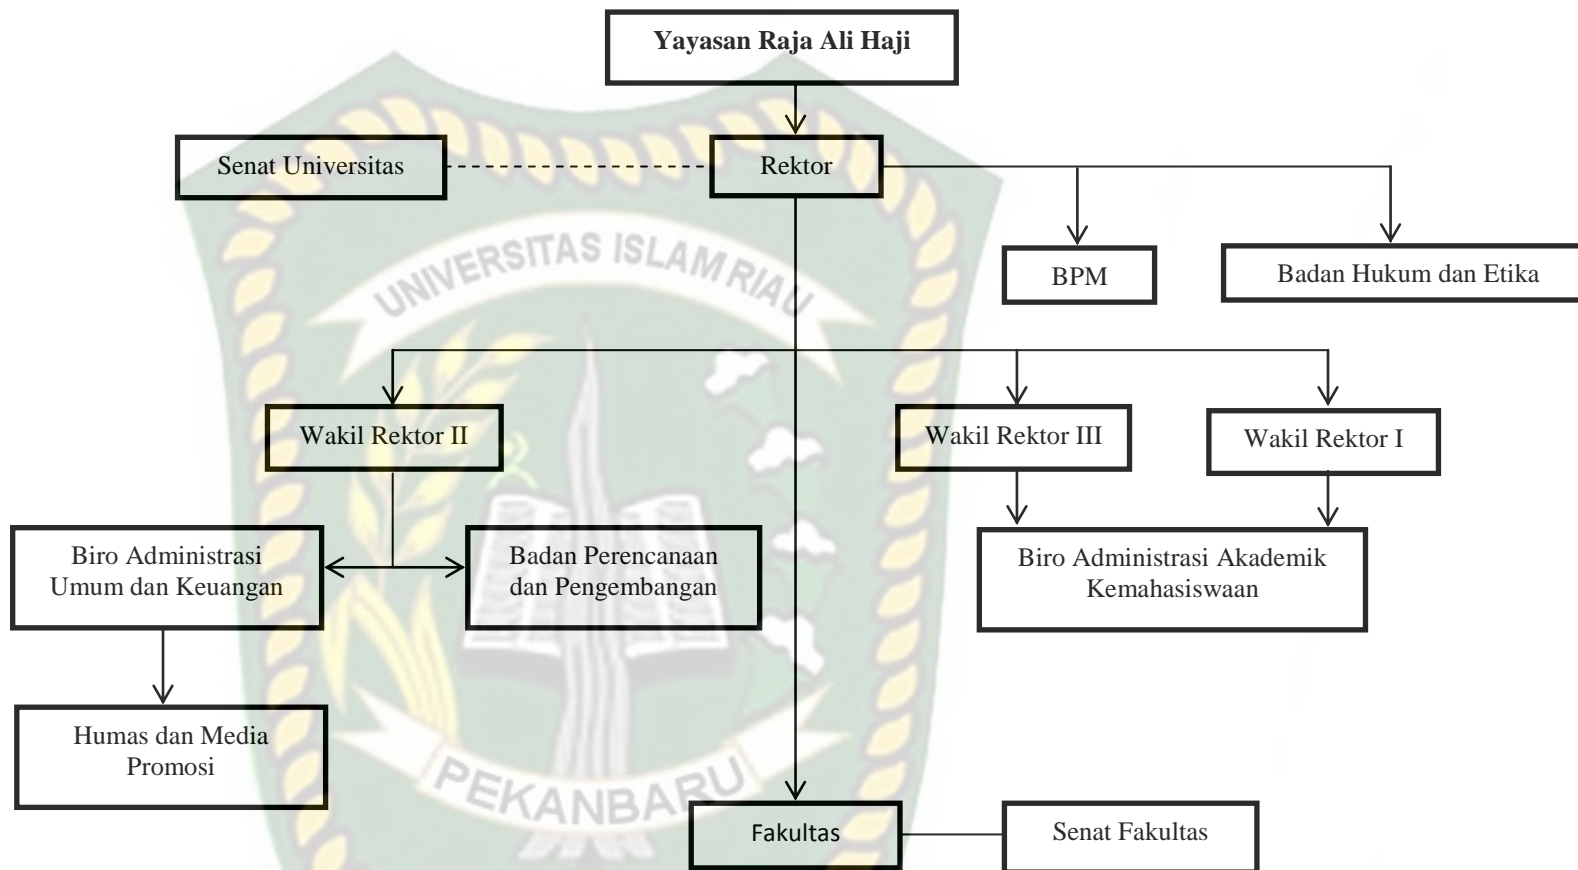 Yayasan Raja Ali Haji
Senat Universitas
Rektor
UNIVERSITAS ISLAM RIAU
BPM
Badan Hukum dan Etika
Wakil Rektor II
Wakil Rektor III
Wakil Rektor I
Biro Administrasi
Umum dan Keuangan
Badan Perencanaan
dan Pengembangan
Biro Administrasi Akademik
Kemahasiswaan
Humas dan Media
Promosi
PEKANBARU
Fakultas
Senat Fakultas